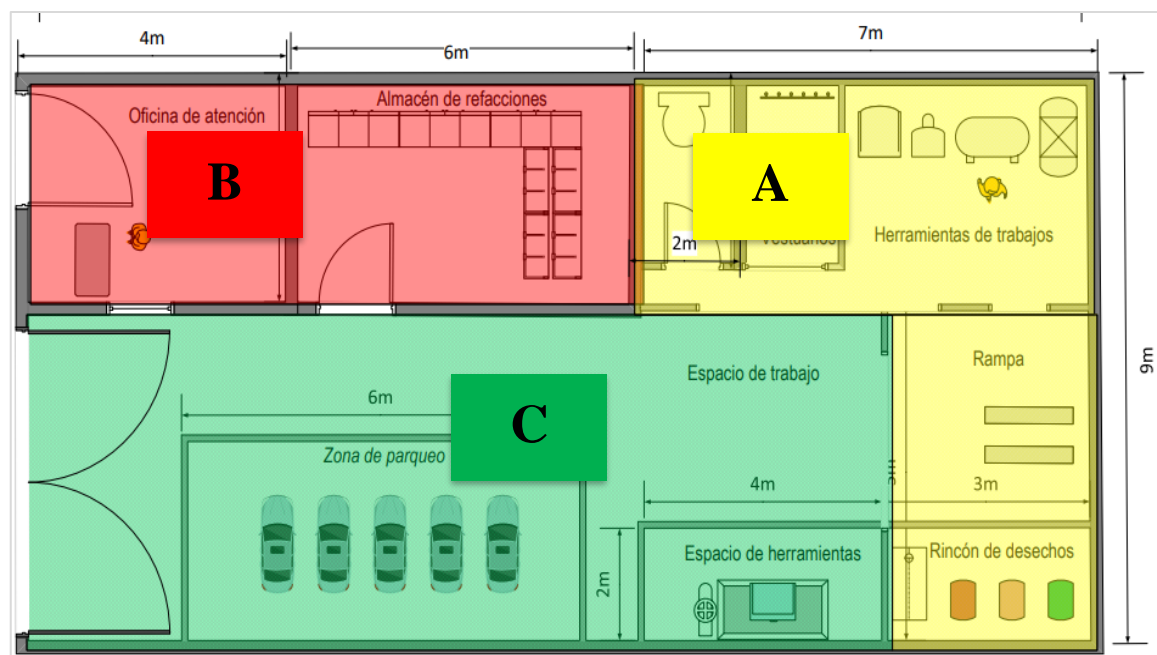 4m
6m
7m
Oficina de atención
Almacén de refacciones
B
A
2m
Vestuarios
Herramientas de trabajos
9m
Espacio de trabajo
Rampa
6m
C
Zona de parqueo
4m
3m
Espacio de herramientas
Rincón de desechos
2m